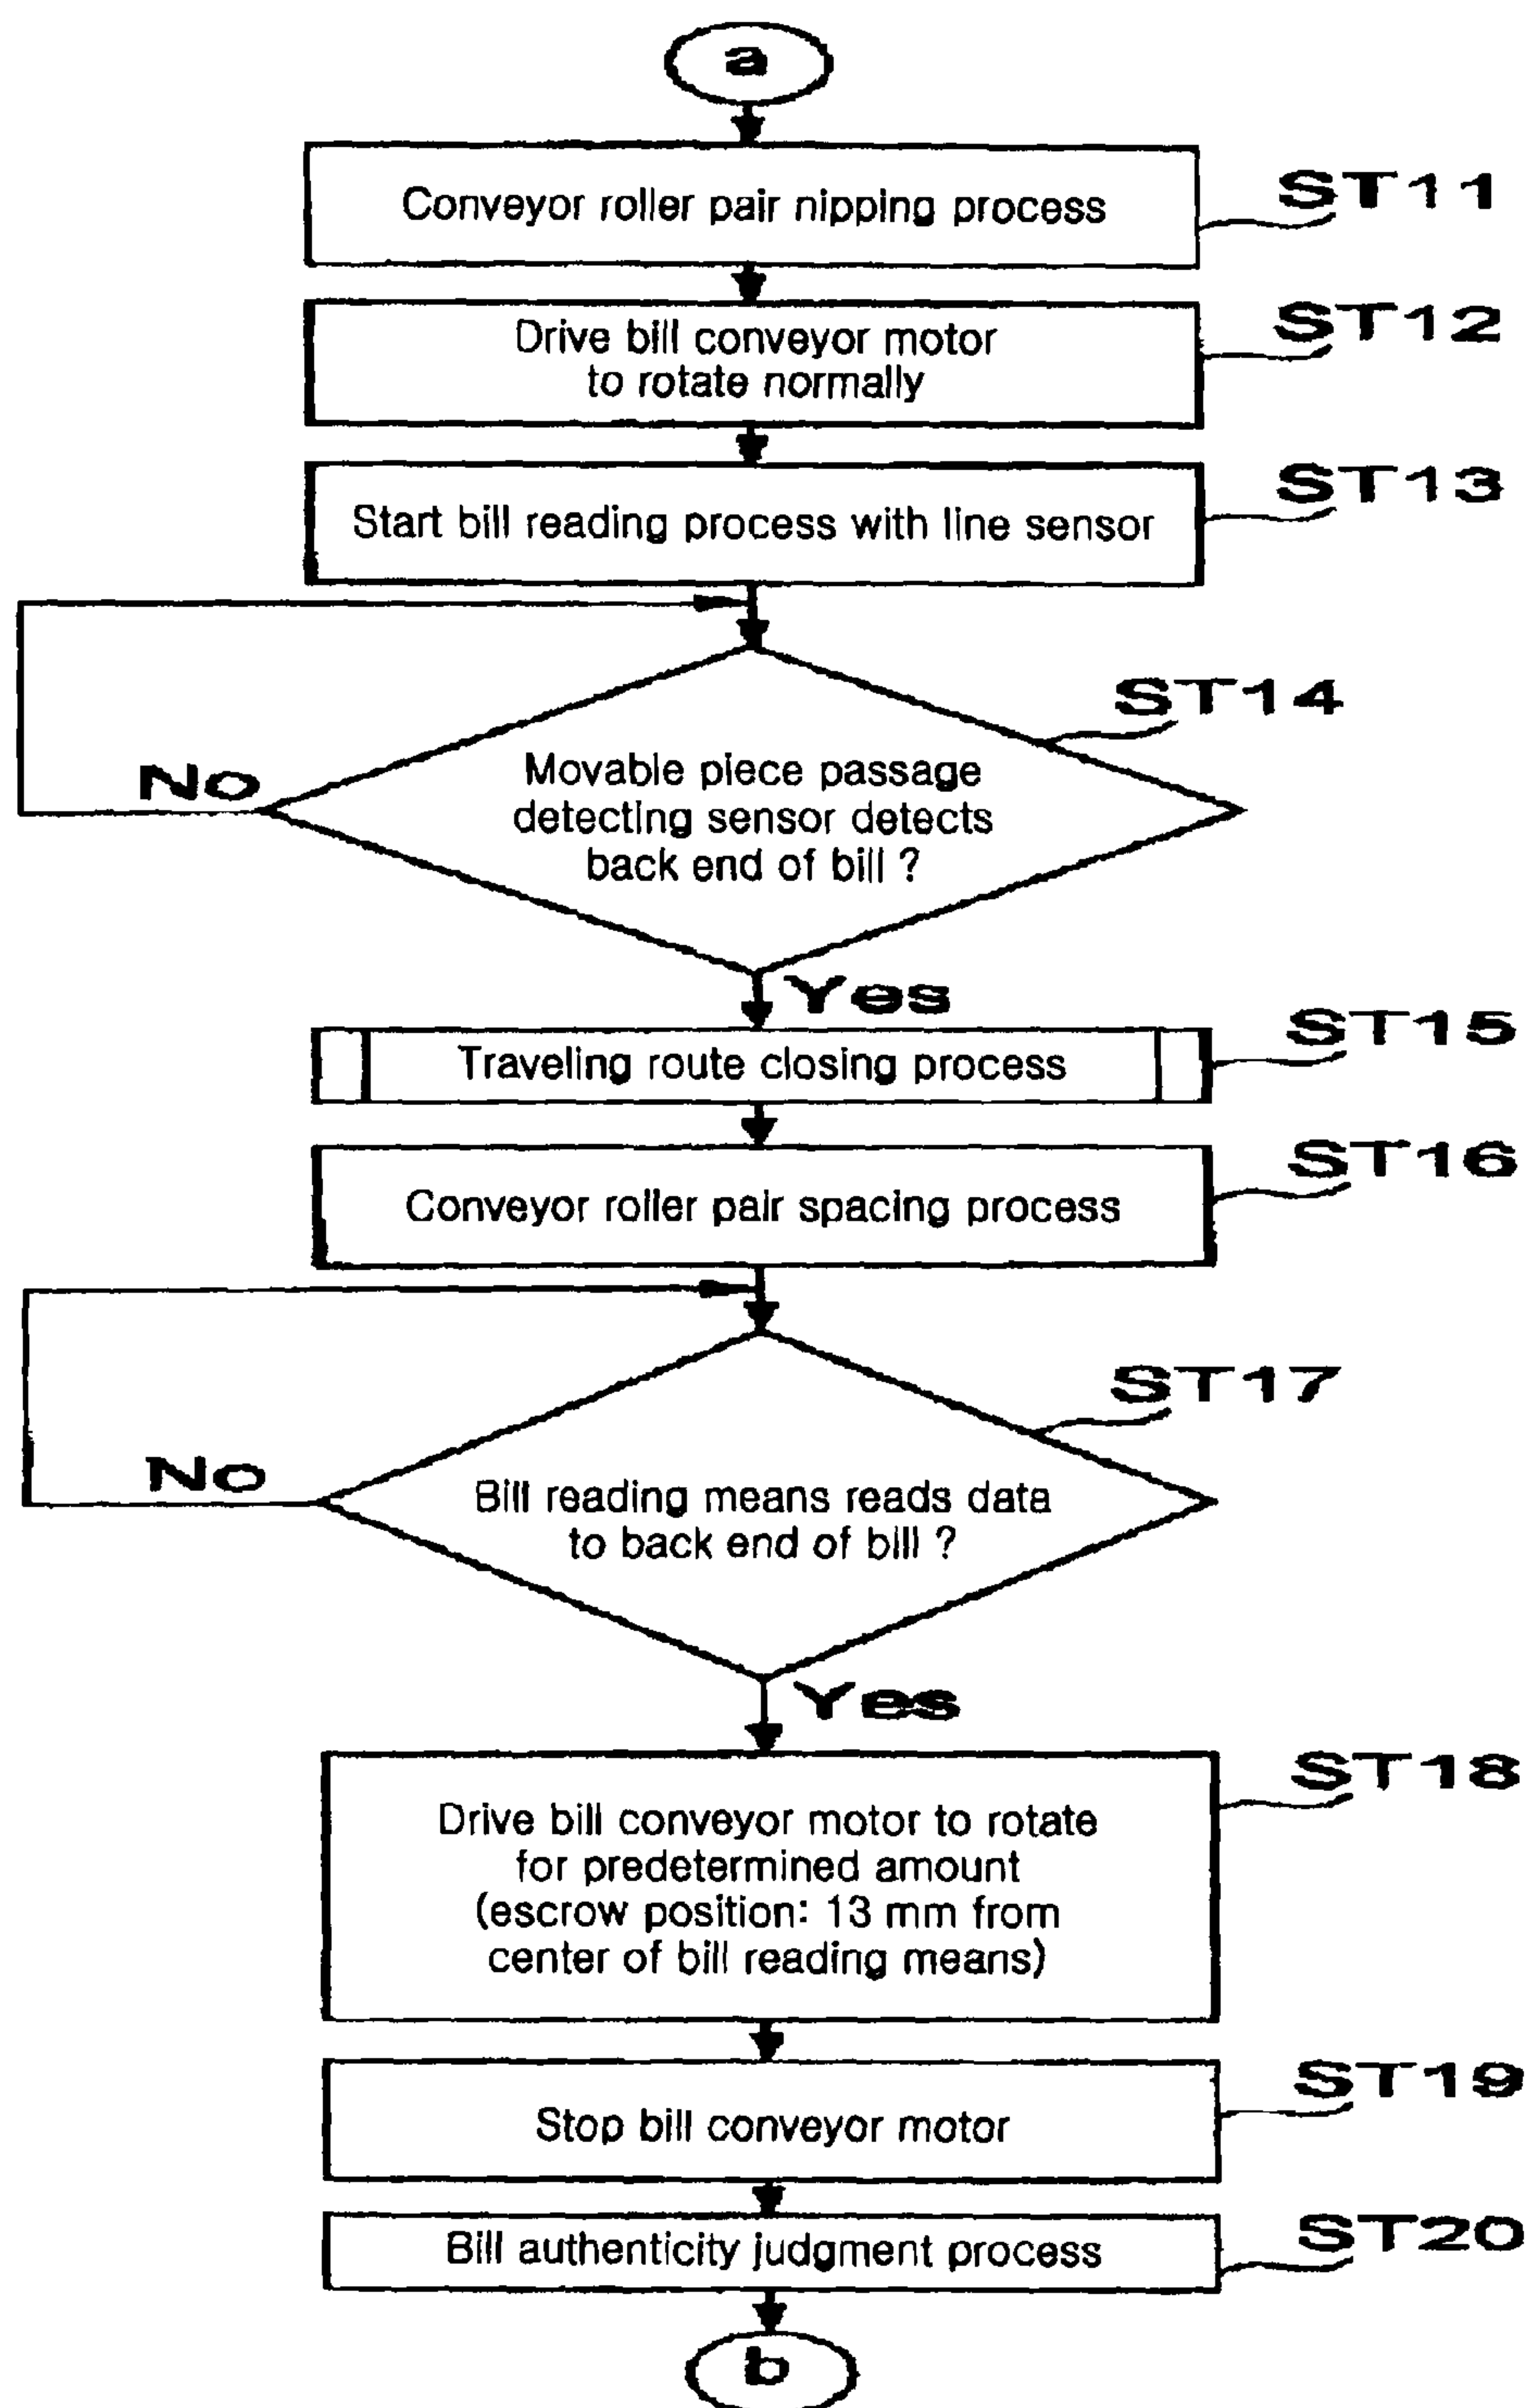 a
Conveyor roller pair nipping process
ST11
Drive bill conveyor motor
to rotate normally
ST12
Start bill reading process with line sensor
ST13
ST14
No
Movable piece passage
detecting sensor detects
back end of bill ?
Yes
Traveling route closing process
ST15
Conveyor roller pair spacing process
ST16
ST17
No
Bill reading means reads data
to back end of bill ?
Yes
Drive bill conveyor motor to rotate
for predetermined amount
(escrow position: 13 mm from
center of bill reading means)
ST18
Stop bill conveyor motor
ST19
Bill authenticity judgment process
ST20
b